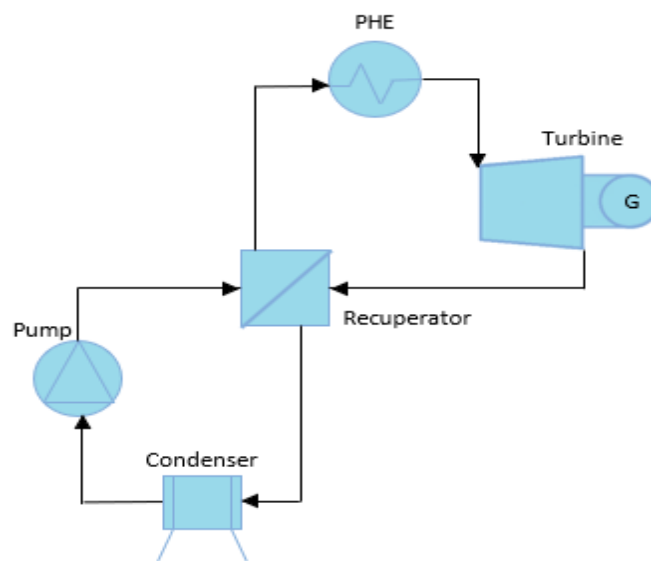 PHE
Turbine
G
Recuperator
Pump
Condenser